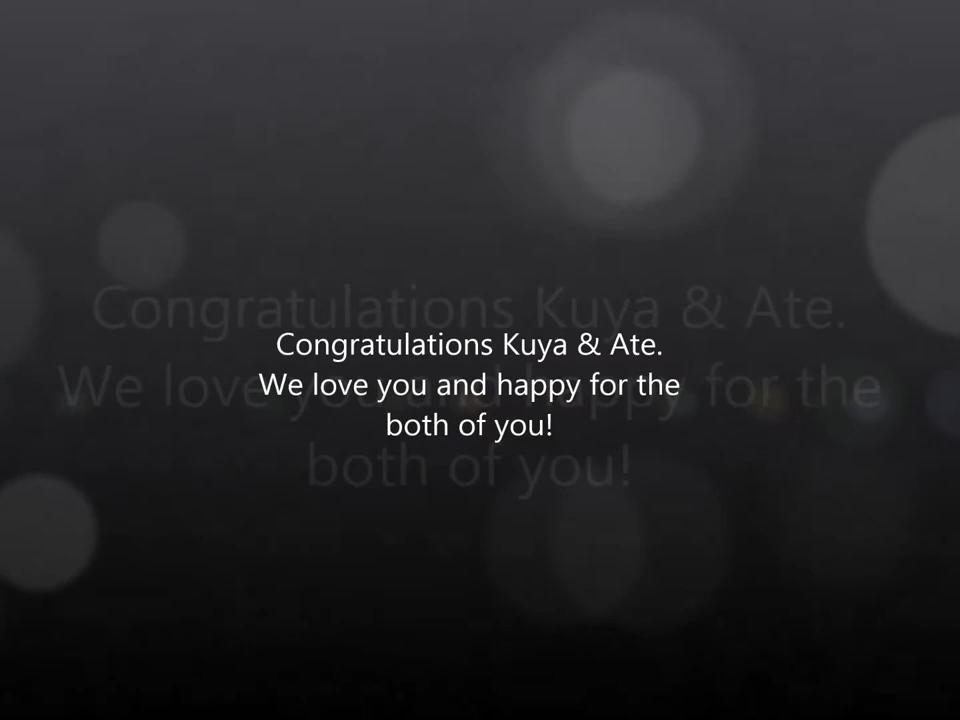 Congratulations Kuya & Ate.
We love you and happy for the
both of you!